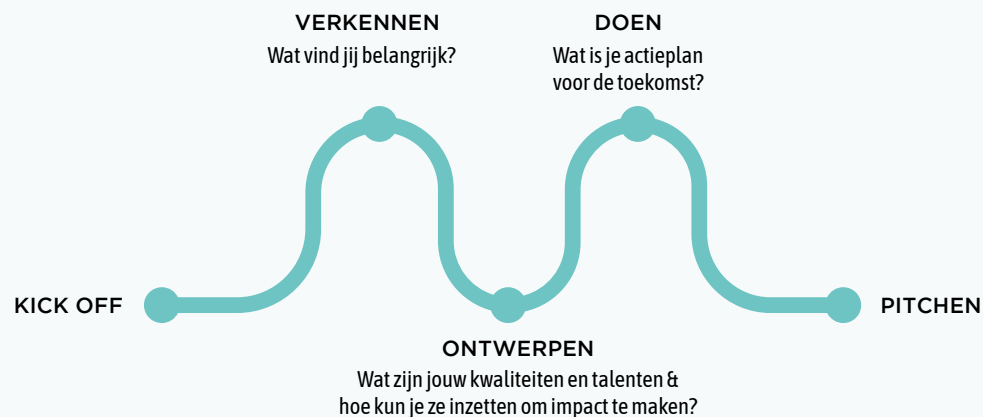 VERKENNEN
Wat vind jij belangrijk?
DOEN
Wat is je actieplan
voor de toekomst?
KICK OFF
PITCHEN
ONTWERPEN
Wat zijn jouw kwaliteiten en talenten &
hoe kun je ze inzetten om impact te maken?